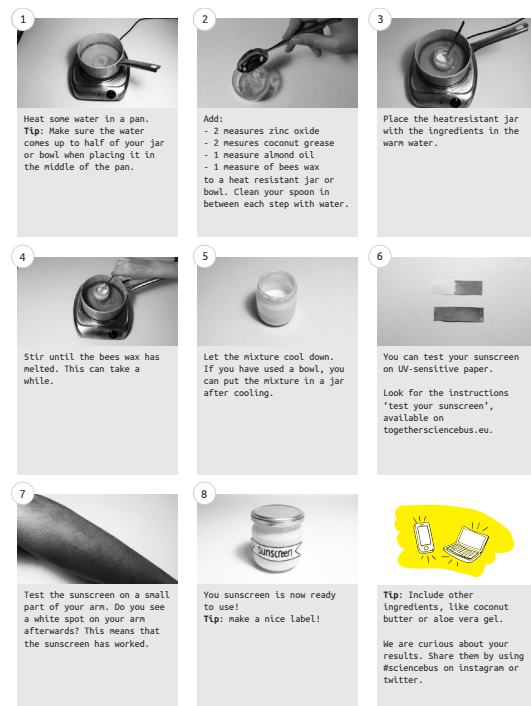 1
Heat some water in a pan.
Tip: Make sure the water
comes up to half of your jar
or bowl when placing it in
the middle of the pan.
2
Add:
- 2 measures zinc oxide
- 2 mesures coconut grease
- 1 measure almond oil
- 1 measure of bees wax
to a heat resistant jar or
bowl. Clean your spoon in
between each step with water.
3
Place the heatresistant jar
with the ingredients in the
warm water.
4
Stir until the bees wax has
melted. This can take a
while.
5
Let the mixture cool down.
If you have used a bowl, you
can put the mixture in a jar
after cooling.
6
You can test your sunscreen
on UV-sensitive paper.
Look for the instructions
‘test your sunscreen’,
available on
togethersciencebus.eu.
7
Test the sunscreen on a small
part of your arm. Do you see
a white spot on your arm
afterwards? This means that
the sunscreen has worked.
8
sunscreen
You sunscreen is now ready
to use!
Tip: make a nice label!
Tip: Include other
ingredients, like coconut
butter or aloe vera gel.
We are curious about your
results. Share them by using
#sciencebus on instagram or
twitter.